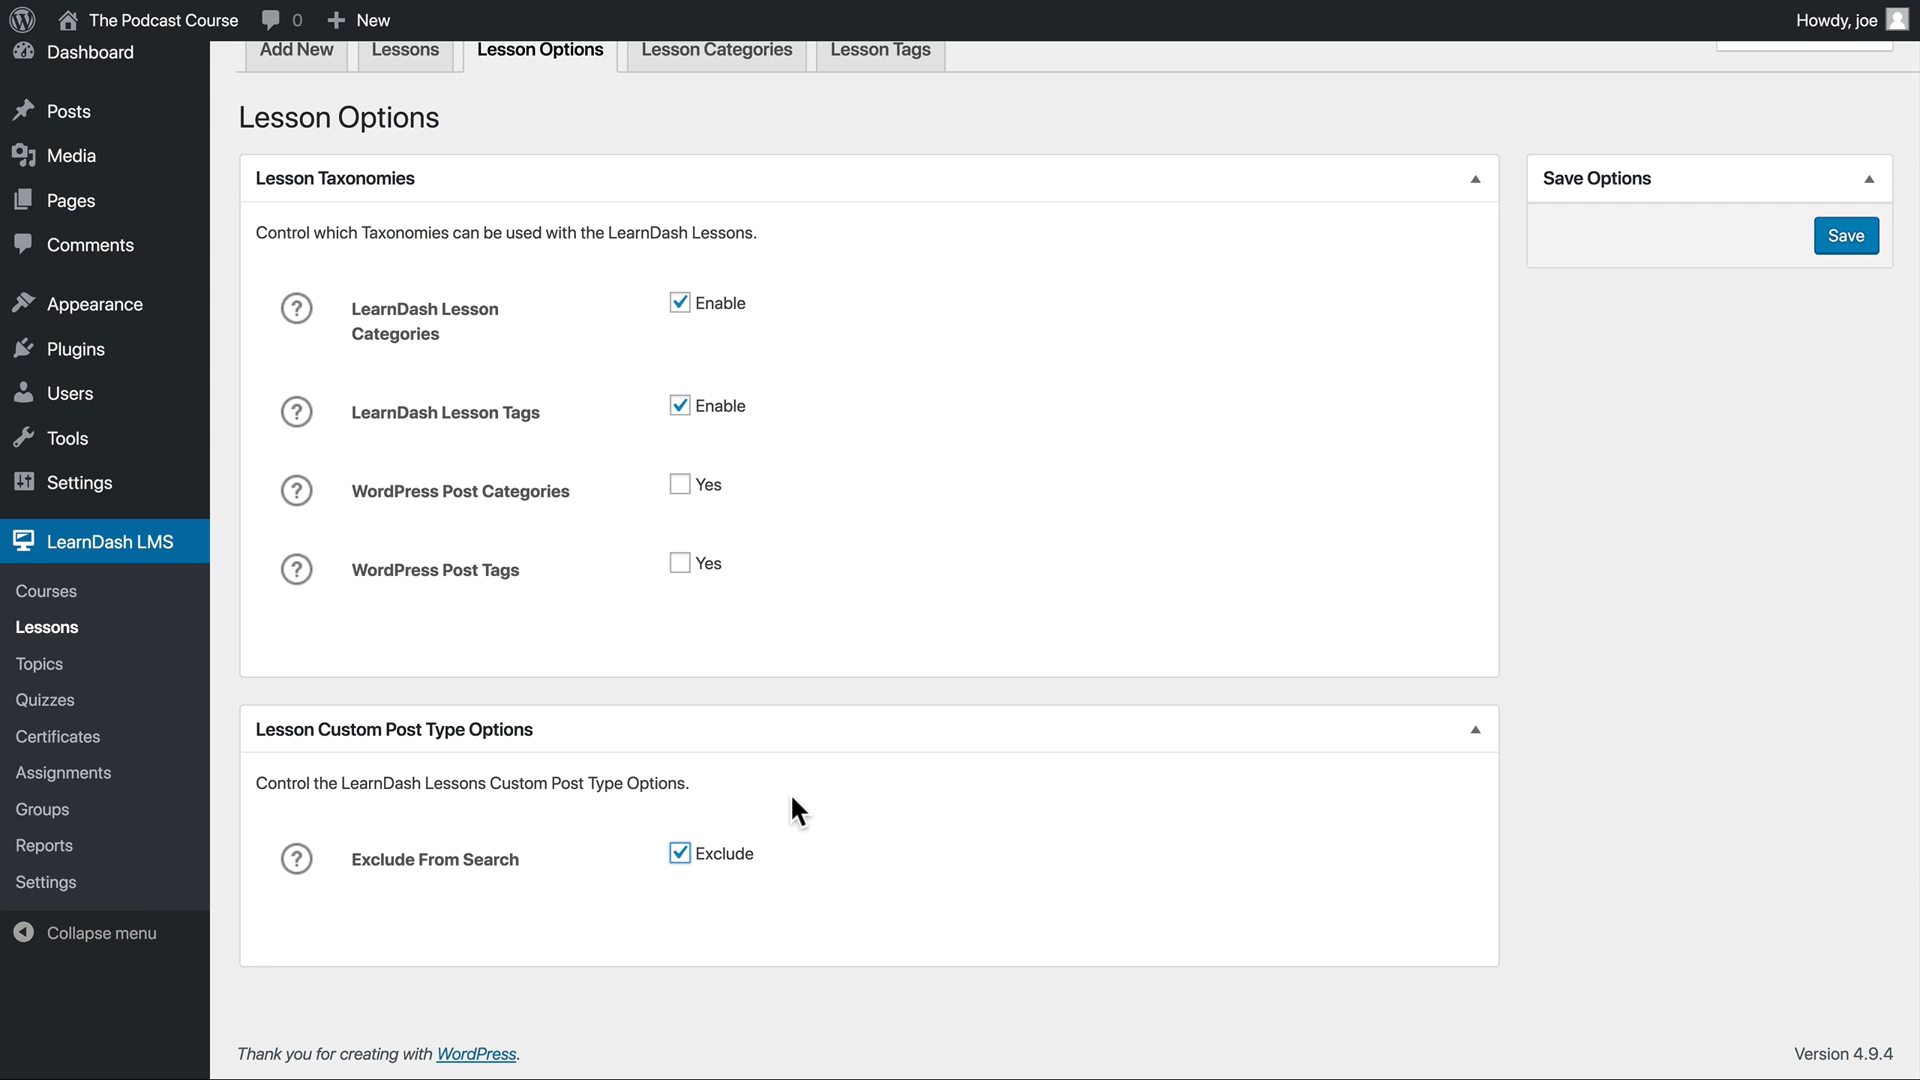 The Podcast Course 0 New Howdy, joe
Dashboard
Posts
Media
Pages
Comments
Appearance
Plugins
Users
Tools
Settings
LearnDash LMS
Courses
Lessons
Topics
Quizzes
Certificates
Assignments
Groups
Reports
Settings
Collapse menu
Add New Lessons Lesson Options Lesson Categories Lesson Tags
Lesson Options
Lesson Taxonomies
Control which Taxonomies can be used with the LearnDash Lessons.
LearnDash Lesson
Categories
Enable
LearnDash Lesson Tags Enable
WordPress Post Categories Yes
WordPress Post Tags Yes
Lesson Custom Post Type Options
Control the LearnDash Lessons Custom Post Type Options.
Exclude From Search Exclude
Save Options
Save
Thank you for creating with WordPress.
Version 4.9.4